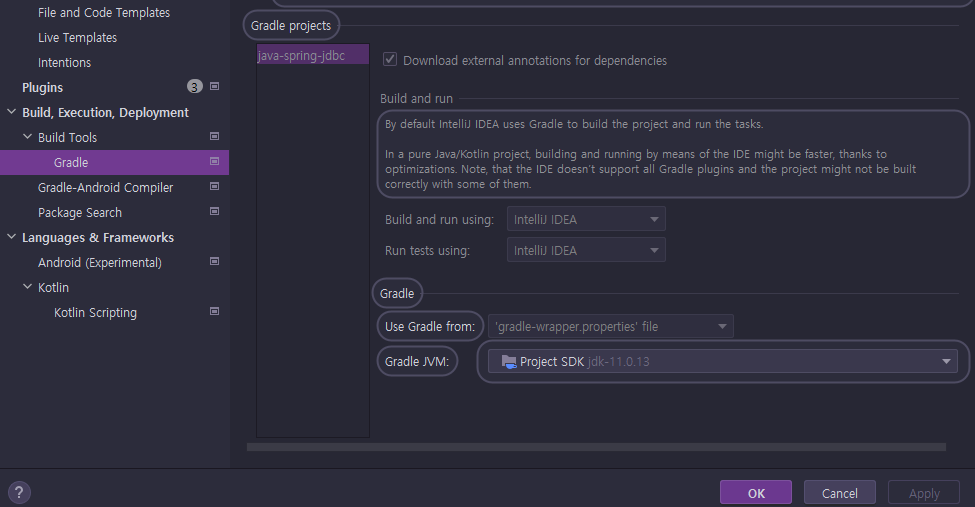 File and Code Templates
Live Templates
Intentions
Plugins 3
Build, Execution, Deployment
Build Tools
Gradle
Gradle-Android Compiler
Package Search
Languages & Frameworks
Android (Experimental)
Kotlin
Kotlin Scripting
Gradle projects
java-spring-jdbc
Download external annotations for dependencies
Build and run
By default IntelliJ IDEA uses Gradle to build the project and run the tasks.
In a pure Java/Kotlin project, building and running by means of the IDE might be faster, thanks to
optimizations. Note, that the IDE doesn't support all Gradle plugins and the project might not be built
correctly with some of them.
Build and run using: IntelliJ IDEA
Run tests using: IntelliJ IDEA
Gradle
Use Gradle from: 'gradle-wrapper.properties' file
Gradle JVM: Project SDK jdk-11.0.13
? OK Cancel Apply